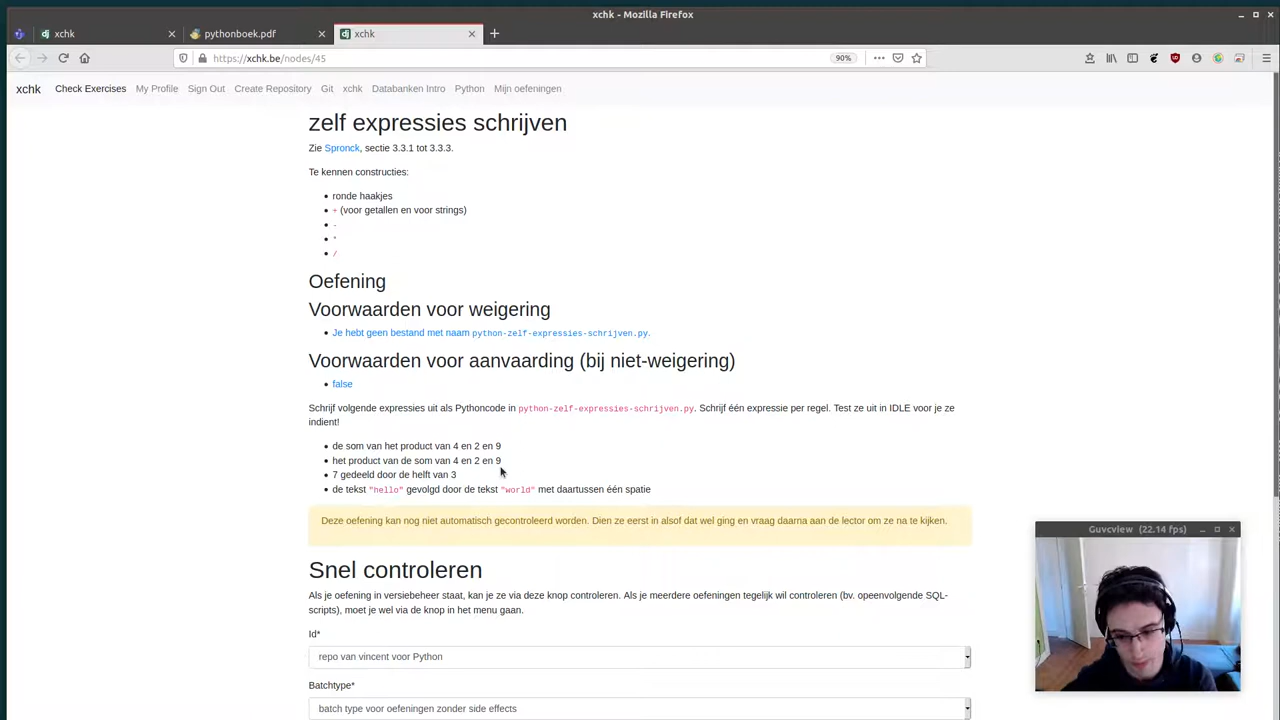 xchk - Mozilla Firefox
xchk
pythonboek.pdf
xchk
https://xchk.be/nodes/45
90%
xchk Check Exercises My Profile Sign Out Create Repository Git xchk Databanken Intro Python Mijn oefeningen
zelf expressies schrijven
Zie Spronck, sectie 3.3.1 tot 3.3.3.
Te kennen constructies:
• ronde haakjes
• + (voor getallen en voor strings)
• -
• *
• /
Oefening
Voorwaarden voor weigering
• Je hebt geen bestand met naam python-zelf-expressies-schrijven.py.
Voorwaarden voor aanvaarding (bij niet-weigering)
• false
Schrijf volgende expressies uit als Pythoncode in python-zelf-expressies-schrijven.py. Schrijf één expressie per regel. Test ze uit in IDLE voor je ze
indient!
• de som van het product van 4 en 2 en 9
• het product van de som van 4 en 2 en 9
• 7 gedeeld door de helft van 3
• de tekst "hello" gevolgd door de tekst "world" met daartussen één spatie
Deze oefening kan nog niet automatisch gecontroleerd worden. Dien ze eerst in alsof dat wel ging en vraag daarna aan de lector om ze na te kijken.
Guvcview (22.14 fps)
Snel controleren
Als je oefening in versiebeheer staat, kan je ze via deze knop controleren. Als je meerdere oefeningen tegelijk wil controleren (bv. opeenvolgende SQL-
scripts), moet je wel via de knop in het menu gaan.
Id*
repo van vincent voor Python
Batchtype*
batch type voor oefeningen zonder side effects